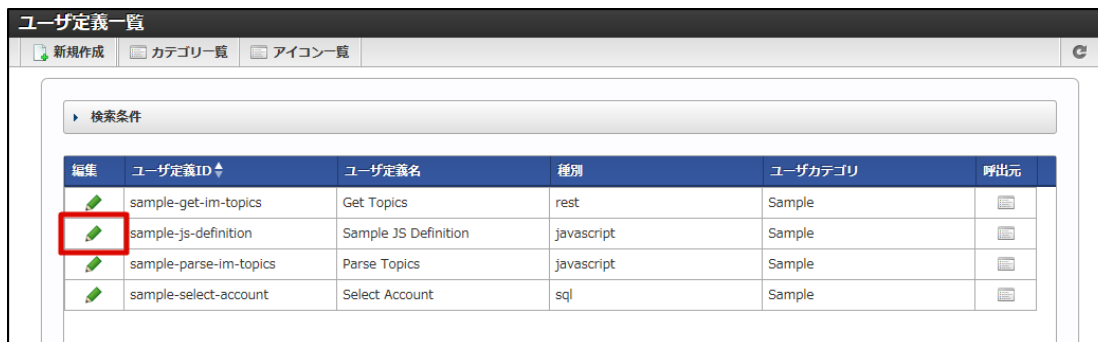 ユーザ定義一覧
新規作成 カテゴリ一覧 アイコン一覧
検索条件
編集 ユーザ定義ID ユーザ定義名 種別 ユーザカテゴリ 呼出元
sample-get-im-topics Get Topics rest Sample
sample-js-definition Sample JS Definition javascript Sample
sample-parse-im-topics Parse Topics javascript Sample
sample-select-account Select Account sql Sample